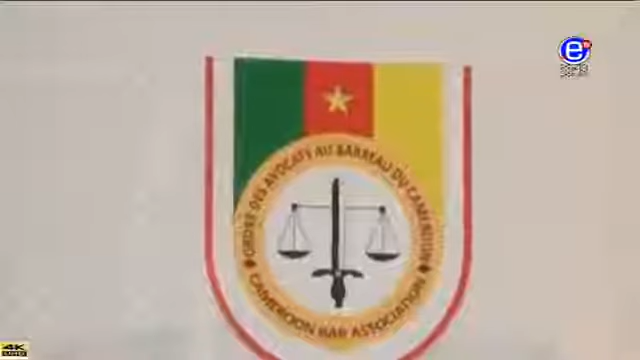 ORDRE DES AVOCATS AU BARREAU DU CAMEROUN
CAMEROON BAR ASSOCIATION
e
4K